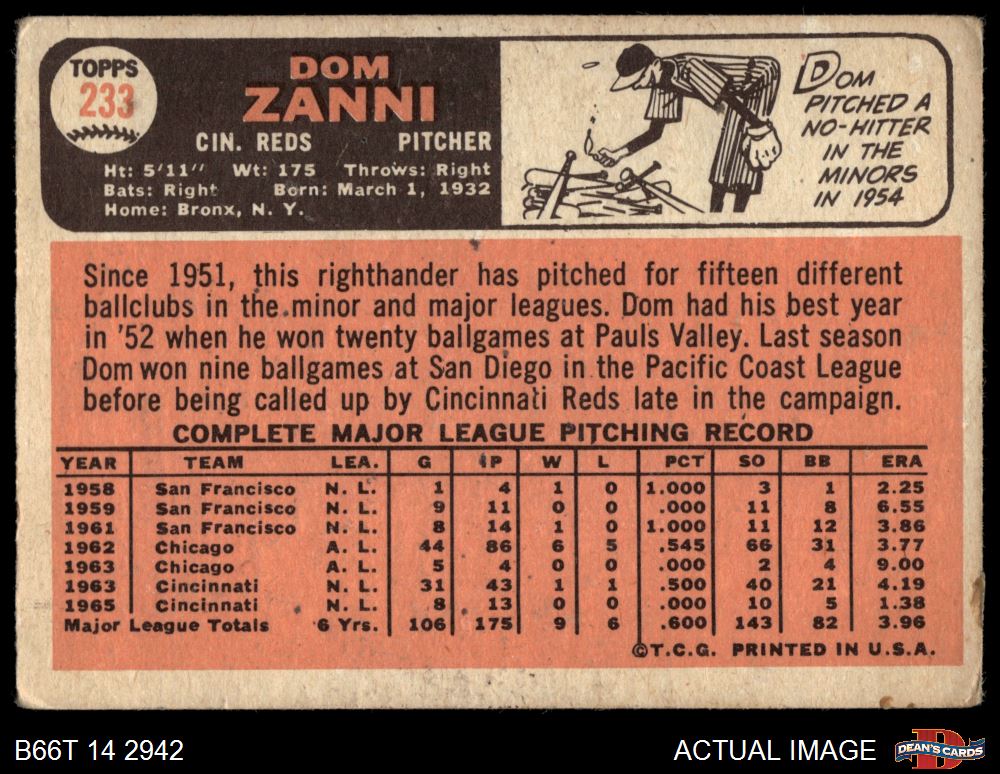 TOPPS
233
DOM
ZANNI
CIN. REDS PITCHER
Ht: 5'11" Wt: 175 Throws: Right
Bats: Right Born: March 1, 1932
Home: Bronx, N. Y.
DOM
PITCHED A
NO-HITTER
IN THE
MINORS
IN 1954
Since 1951, this righthander has pitched for fifteen different
ballclubs in the minor and major leagues. Dom had his best year
in '52 when he won twenty ballgames at Pauls Valley. Last season
Dom won nine ballgames at San Diego in the Pacific Coast League
before being called up by Cincinnati Reds late in the campaign.
COMPLETE MAJOR LEAGUE PITCHING RECORD
YEAR TEAM LEA. G IP W L PCT SO BB ERA
1958 San Francisco N. L. 1 4 1 0 1.000 3 1 2.25
1959 San Francisco N. L. 9 11 0 0 .000 11 8 6.55
1961 San Francisco N. L. 8 14 1 0 1.000 11 12 3.86
1962 Chicago A. L. 44 86 6 5 .545 66 31 3.77
1963 Chicago A. L. 5 4 0 0 .000 2 4 9.00
1963 Cincinnati N. L. 31 43 1 1 .500 40 21 4.19
1965 Cincinnati N. L. 8 13 0 0 .000 10 5 1.38
Major League Totals 6 Yrs. 106 175 9 6 .600 143 82 3.96
©T.C.G. PRINTED IN U.S.A.
B66T 14 2942 ACTUAL IMAGE DEAN'S CARDS